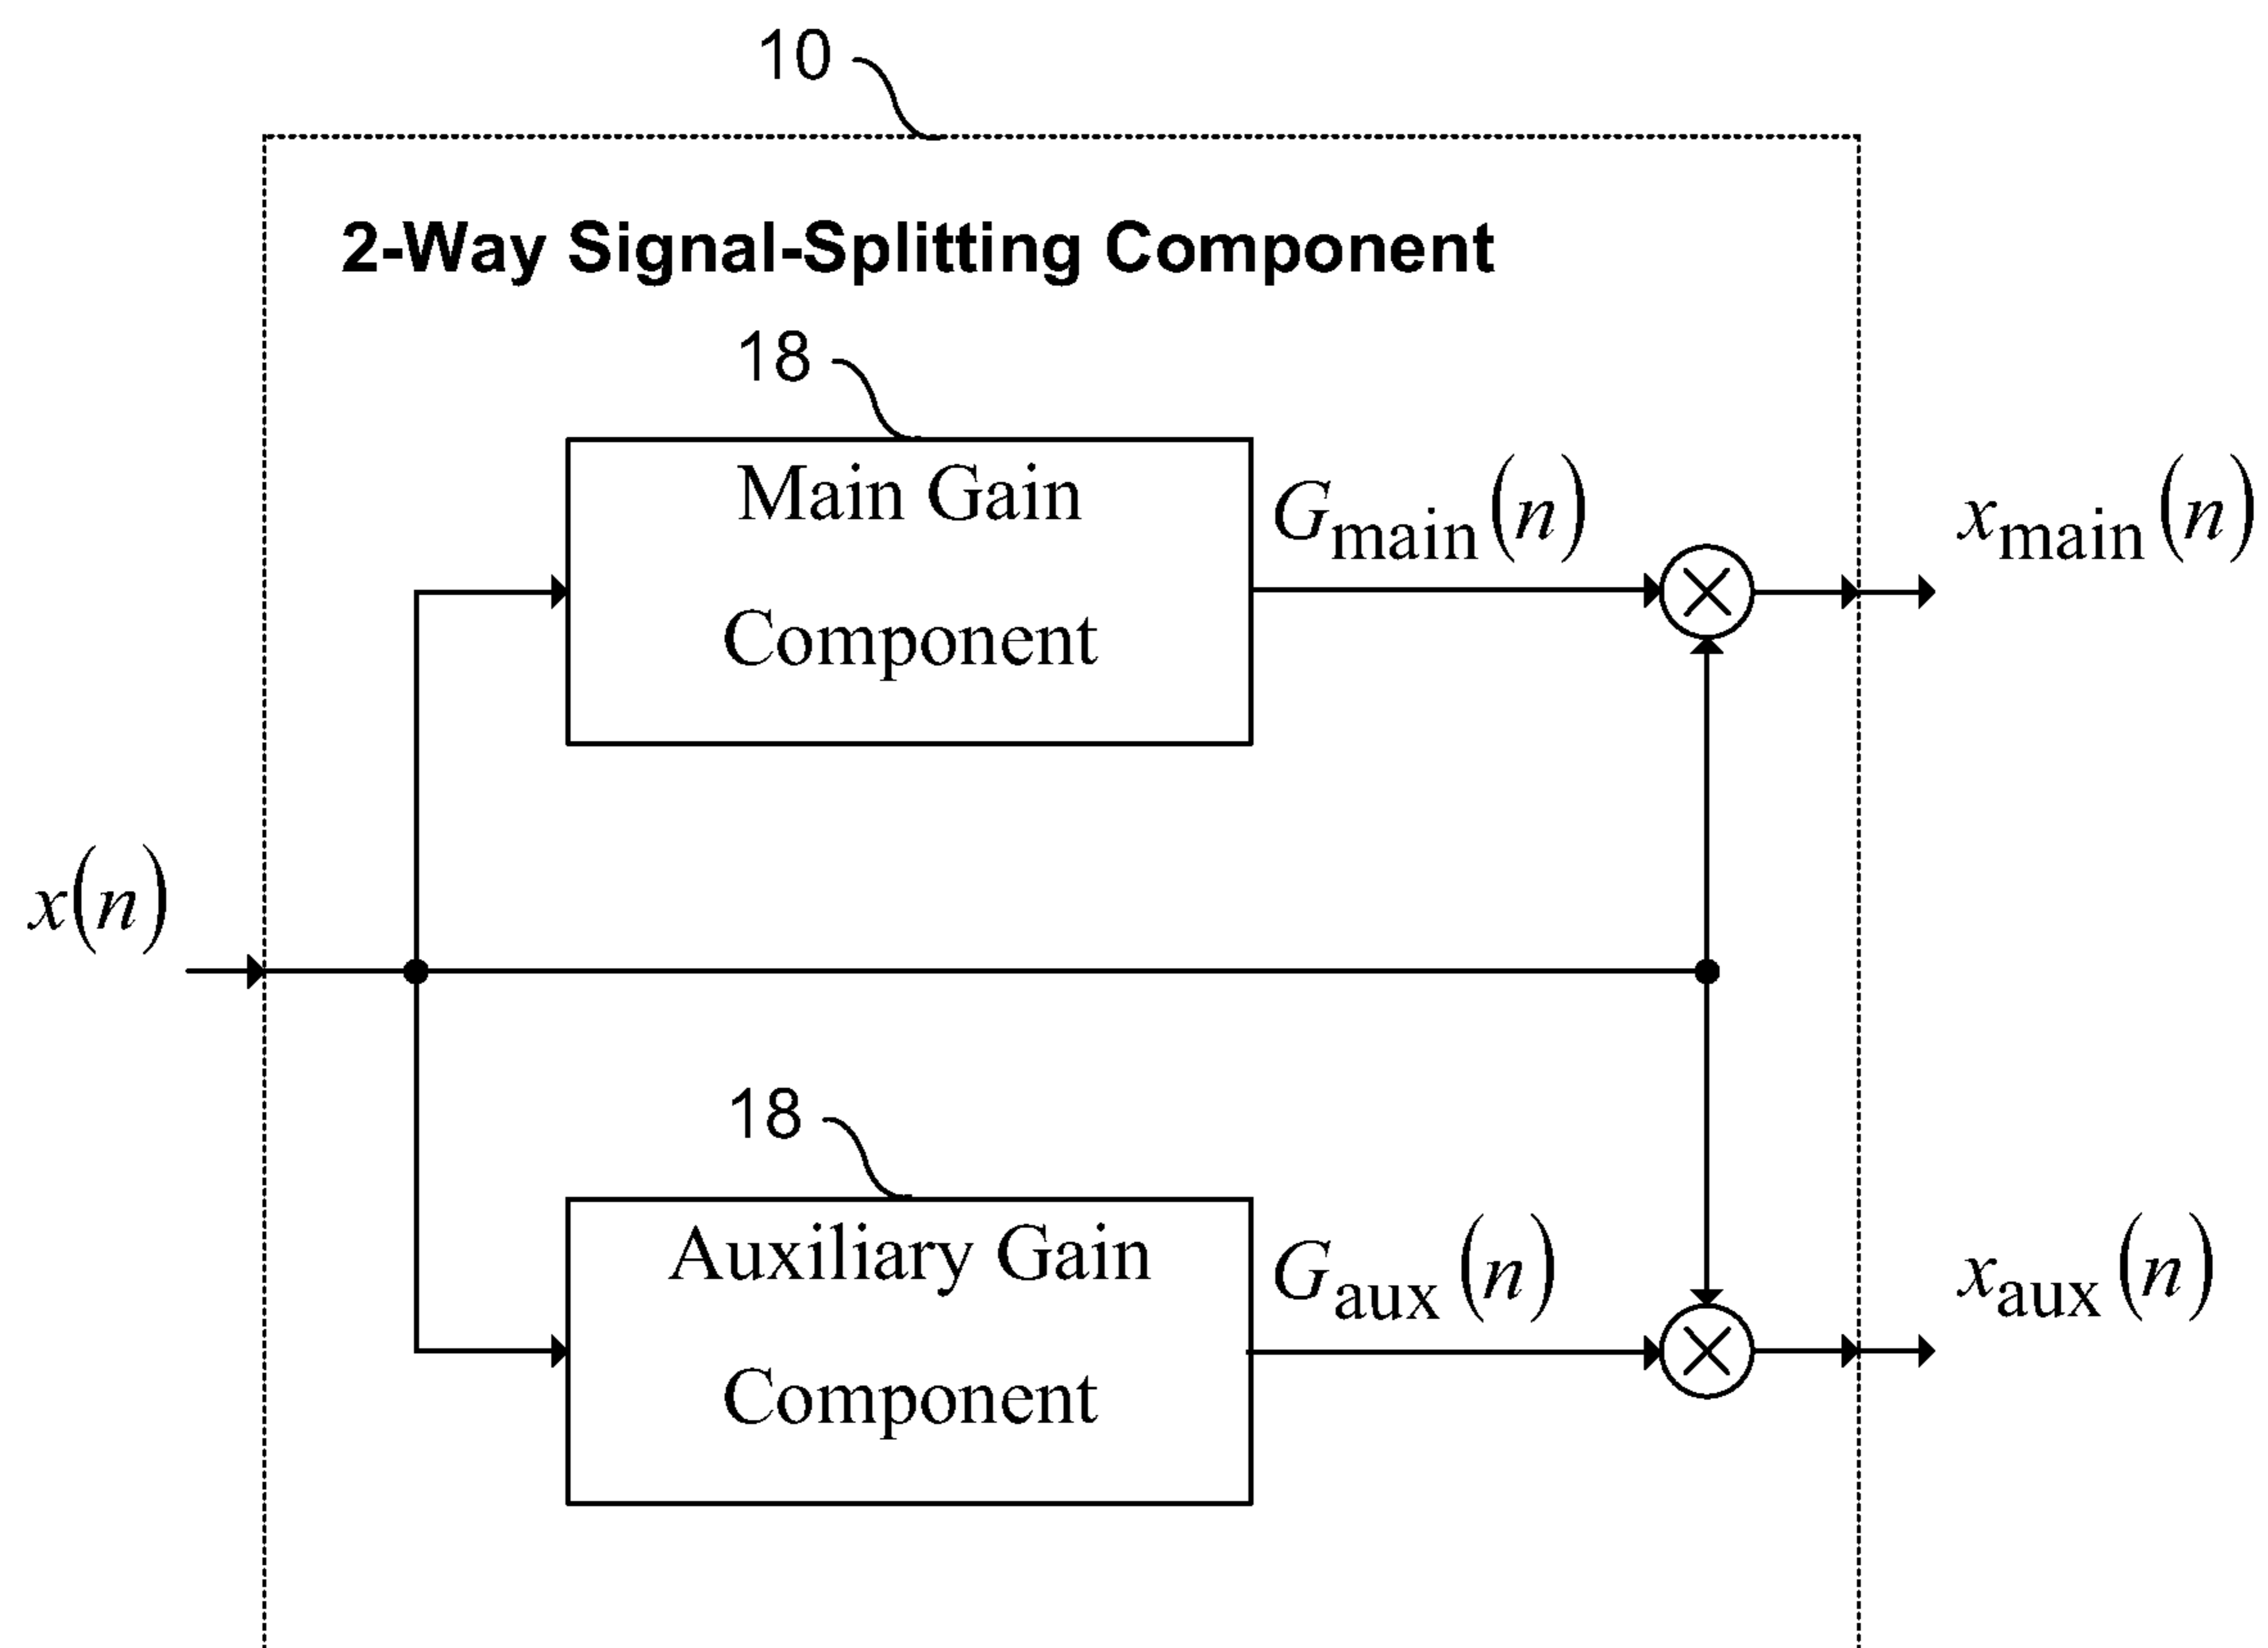 10
2-Way Signal-Splitting Component
18
Main Gain
Component
G_main(n)
x_main(n)
x(n)
18
Auxiliary Gain
Component
G_aux(n)
x_aux(n)